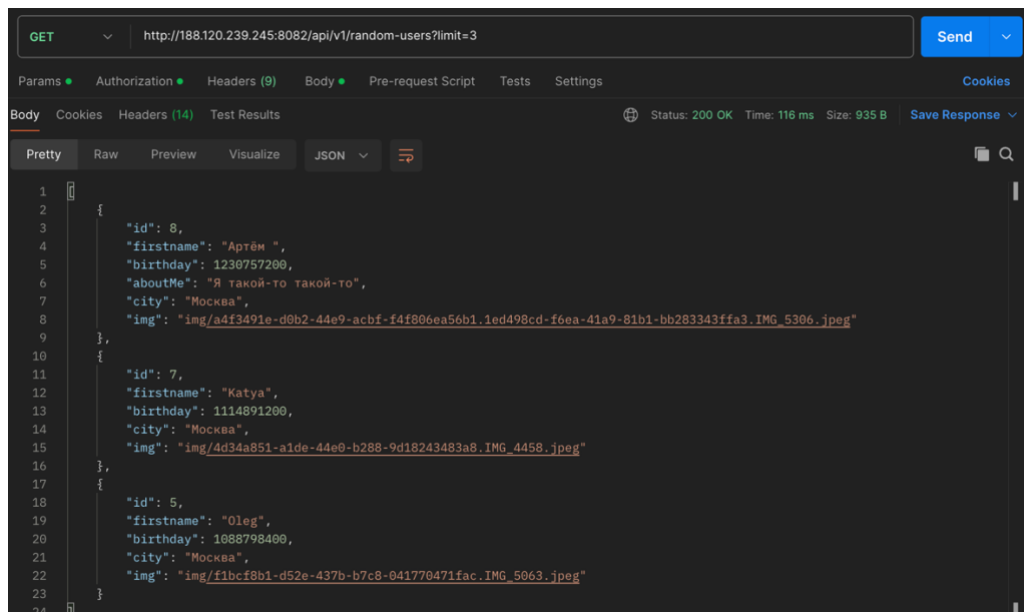 GET http://188.120.239.245:8082/api/v1/random-users?limit=3 Send
Params Authorization Headers (9) Body Pre-request Script Tests Settings Cookies
Body Cookies Headers (14) Test Results Status: 200 OK Time: 116 ms Size: 935 B Save Response
Pretty Raw Preview Visualize JSON
1 [
2 {
3 "id": 8,
4 "firstname": "Артём ",
5 "birthday": 1230757200,
6 "aboutMe": "Я такой-то такой-то",
7 "city": "Москва",
8 "img": "img/a4f3491e-d0b2-44e9-acbf-f4f806ea56b1.1ed498cd-f6ea-41a9-81b1-bb283343ffa3.IMG_5306.jpeg"
9 },
10 {
11 "id": 7,
12 "firstname": "Katya",
13 "birthday": 1114891200,
14 "city": "Москва",
15 "img": "img/4d34a851-a1de-44e0-b288-9d18243483a8.IMG_4458.jpeg"
16 },
17 {
18 "id": 5,
19 "firstname": "Oleg",
20 "birthday": 1088798400,
21 "city": "Москва",
22 "img": "img/f1bcf8b1-d52e-437b-b7c8-041770471fac.IMG_5063.jpeg"
23 }
24 ]